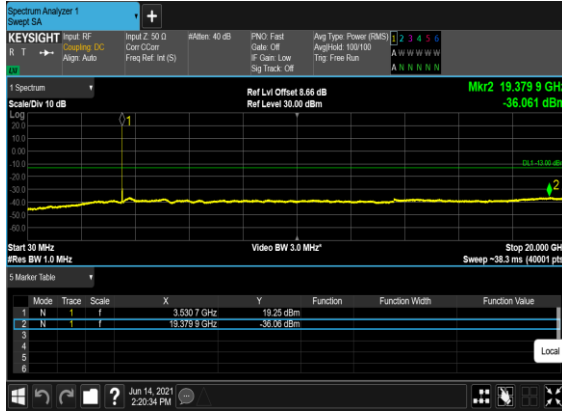 Spectrum Analyzer 1
Swept SA
+
KEYSIGHT Input: RF Input Z: 50 Ω #Atten: 40 dB PNO: Fast Avg Type: Power (RMS) 1 2 3 4 5 6
R T Coupling: DC Corr CCorr Gate: Off Avg|Hold: 100/100 A W W W W W
Align: Auto Freq Ref: Int (S) IF Gain: Low Trig: Free Run
LXI Sig Track: Off A N N N N N
1 Spectrum Ref Lvl Offset 8.66 dB Mkr2 19.379 9 GHz
Scale/Div 10 dB Ref Level 30.00 dBm -36.061 dBm
Log
20.0 1
10.0
0.00
-10.0 DL1 -13.00 dBm
-20.0
-30.0 2
-40.0
-50.0
-60.0
Start 30 MHz Video BW 3.0 MHz* Stop 20.000 GHz
#Res BW 1.0 MHz Sweep ~38.3 ms (40001 pts)
5 Marker Table
Mode Trace Scale X Y Function Function Width Function Value
1 N 1 f 3.530 7 GHz 19.25 dBm
2 N 1 f 19.379 9 GHz -36.06 dBm
3
4
5
6
Local
? Jun 14, 2021
2:20:34 PM